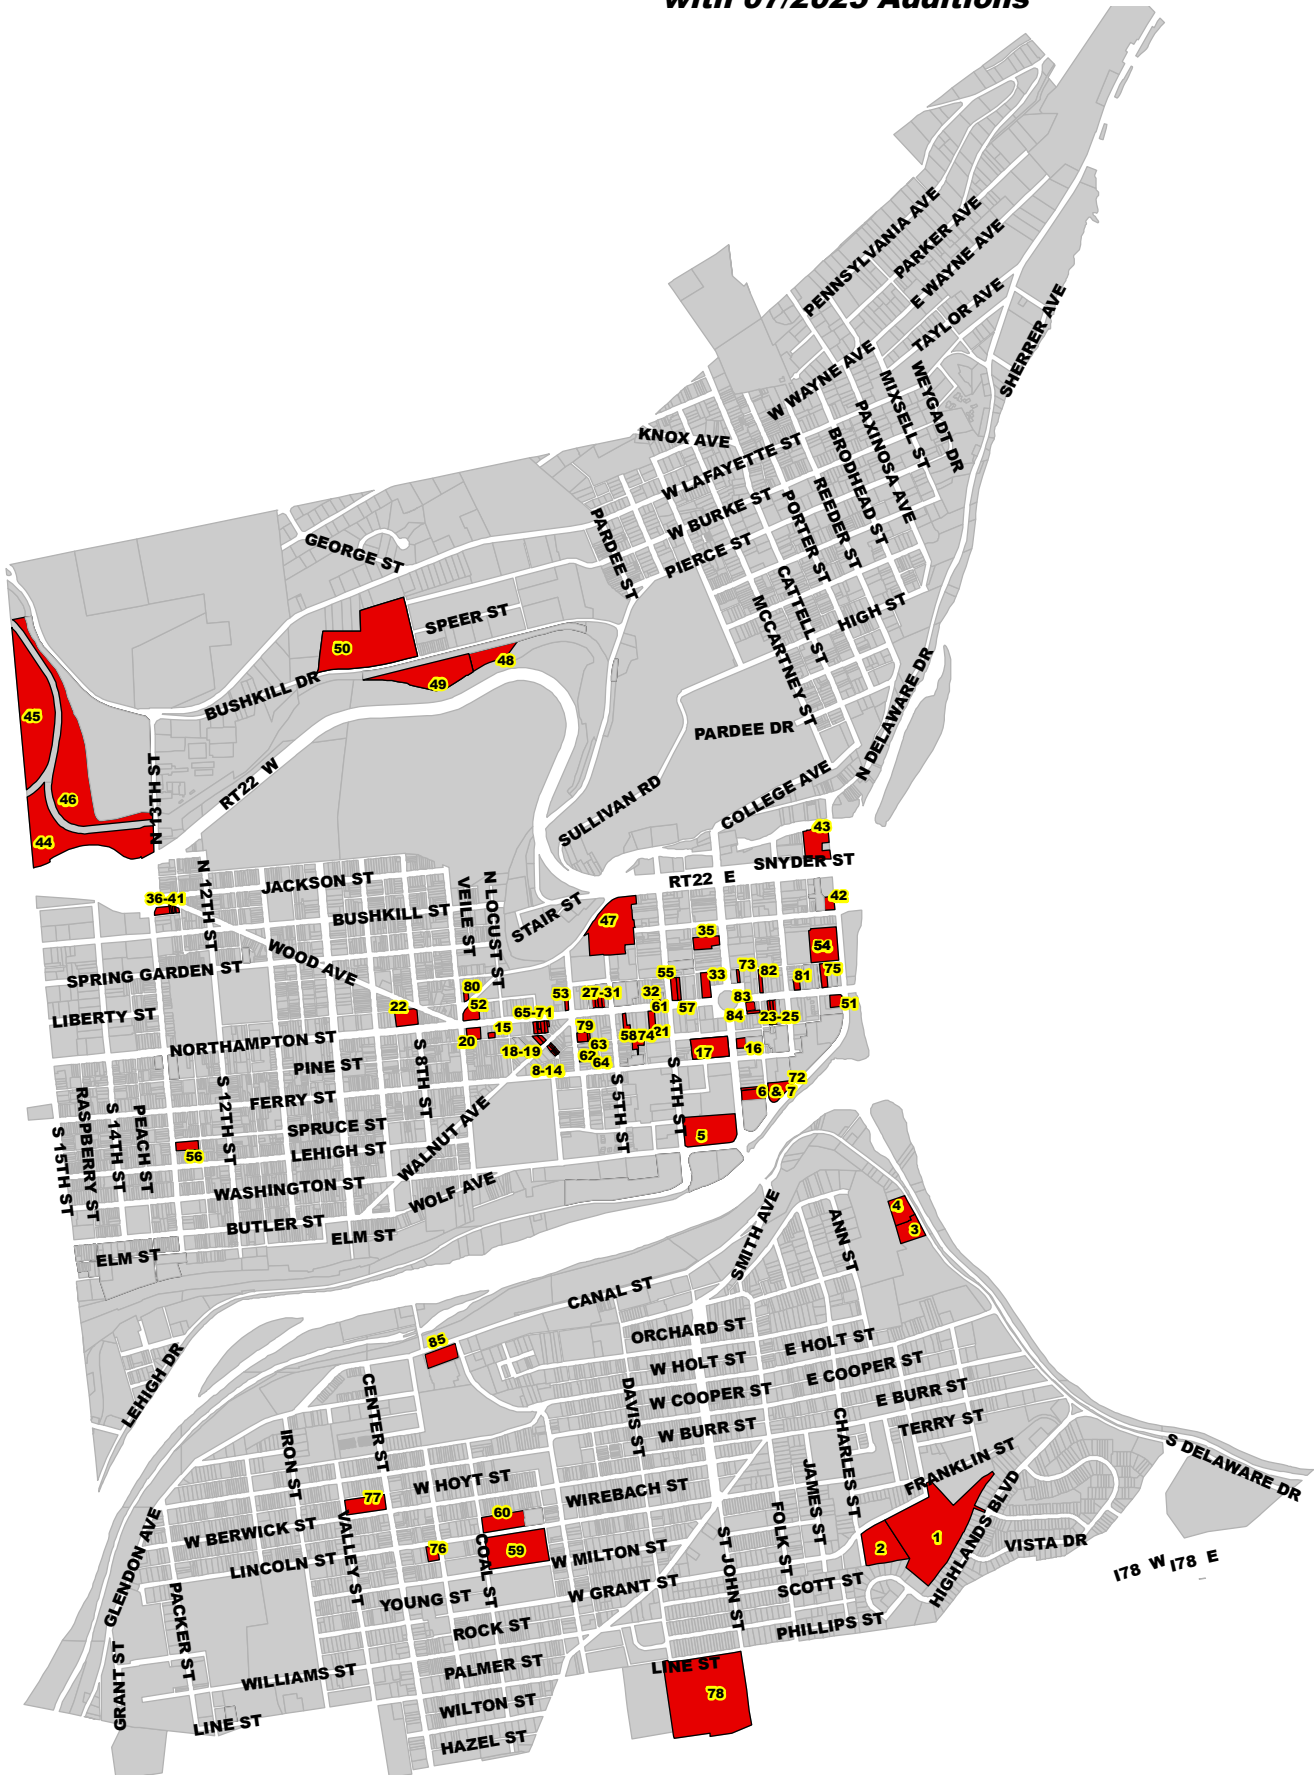 with 07/2025 Additions
PENNSYLVANIA AVE
PARKER AVE
E WAYNE AVE
TAYLOR AVE
SHERRER AVE
W WAYNE AVE
WEYGADT DR
MIXSELL ST
PAXINOSA AVE
BRODHEAD ST
REEDER ST
PORTER ST
KNOX AVE
W LAFAYETTE ST
W BURKE ST
PIERCE ST
PARDEE ST
CATTELL ST
MCCARTNEY ST
HIGH ST
GEORGE ST
SPEER ST
50
48
49
BUSHKILL DR
45
46
44
N 13TH ST
RT22 W
PARDEE DR
N DELAWARE DR
SULLIVAN RD
COLLEGE AVE
43
SNYDER ST
RT22 E
42
N 12TH ST
JACKSON ST
36-41
BUSHKILL ST
VEILE ST
N LOCUST ST
STAIR ST
47
35
54
WOOD AVE
SPRING GARDEN ST
LIBERTY ST
NORTHAMPTON ST
PINE ST
FERRY ST
SPRUCE ST
LEHIGH ST
WASHINGTON ST
BUTLER ST
ELM ST
ELM ST
80
52
22
20
15
53
27-31
65-71
18-19
8-14
79
63
62
64
55
32
61
57
58
74
21
33
73
82
81
75
83
84
23-25
51
17
16
72
6 & 7
5
56
S 8TH ST
S 12TH ST
PEACH ST
S 14TH ST
RASPBERRY ST
S 15TH ST
S 5TH ST
S 4TH ST
WALNUT AVE
WOLF AVE
4
3
SMITH AVE
ANN ST
CANAL ST
85
ORCHARD ST
W HOLT ST
E HOLT ST
W COOPER ST
E COOPER ST
W BURR ST
E BURR ST
TERRY ST
FRANKLIN ST
LEHIGH DR
CENTER ST
IRON ST
DAVIS ST
CHARLES ST
JAMES ST
FOLK ST
ST JOHN ST
S DELAWARE DR
HIGHLANDS BLVD
VISTA DR
I78 W
I78 E
1
2
W HOYT ST
WIREBACH ST
77
60
59
76
W BERWICK ST
LINCOLN ST
VALLEY ST
COAL ST
W MILTON ST
W GRANT ST
YOUNG ST
SCOTT ST
PHILLIPS ST
GLENDON AVE
PACKER ST
GRANT ST
ROCK ST
PALMER ST
WILLIAMS ST
WILTON ST
HAZEL ST
LINE ST
LINE ST
78